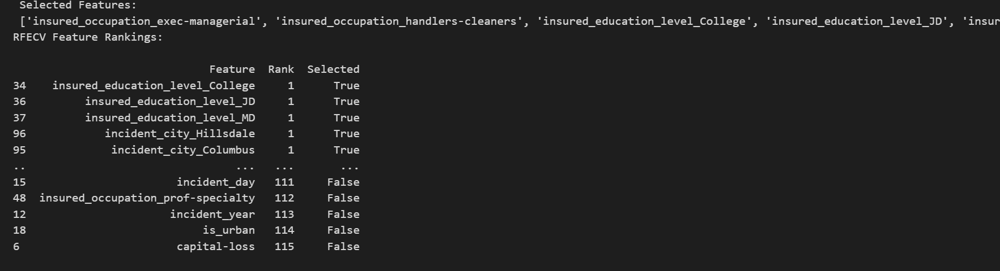 Selected Features:
['insured_occupation_exec-managerial', 'insured_occupation_handlers-cleaners', 'insured_education_level_College', 'insured_education_level_JD', 'insur
RFECV Feature Rankings:
Feature Rank Selected
34 insured_education_level_College 1 True
36 insured_education_level_JD 1 True
37 insured_education_level_MD 1 True
96 incident_city_Hillsdale 1 True
95 incident_city_Columbus 1 True
.. ... ... ...
15 incident_day 111 False
48 insured_occupation_prof-specialty 112 False
12 incident_year 113 False
18 is_urban 114 False
6 capital-loss 115 False